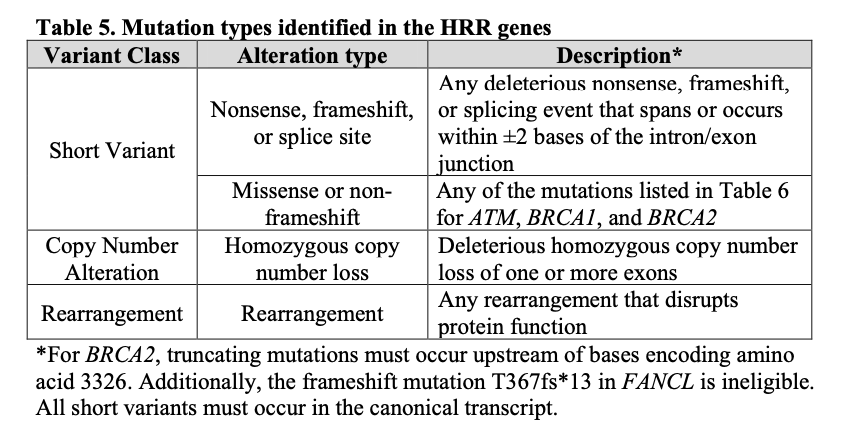 Table 5. Mutation types identified in the HRR genes
Variant Class Alteration type Description*
Short Variant
Nonsense, frameshift,
or splice site
Any deleterious nonsense, frameshift,
or splicing event that spans or occurs
within ±2 bases of the intron/exon
junction
Missense or non-
frameshift
Any of the mutations listed in Table 6
for ATM, BRCA1, and BRCA2
Copy Number
Alteration
Homozygous copy
number loss
Deleterious homozygous copy number
loss of one or more exons
Rearrangement
Rearrangement
Any rearrangement that disrupts
protein function
*For BRCA2, truncating mutations must occur upstream of bases encoding amino
acid 3326. Additionally, the frameshift mutation T367fs*13 in FANCL is ineligible.
All short variants must occur in the canonical transcript.